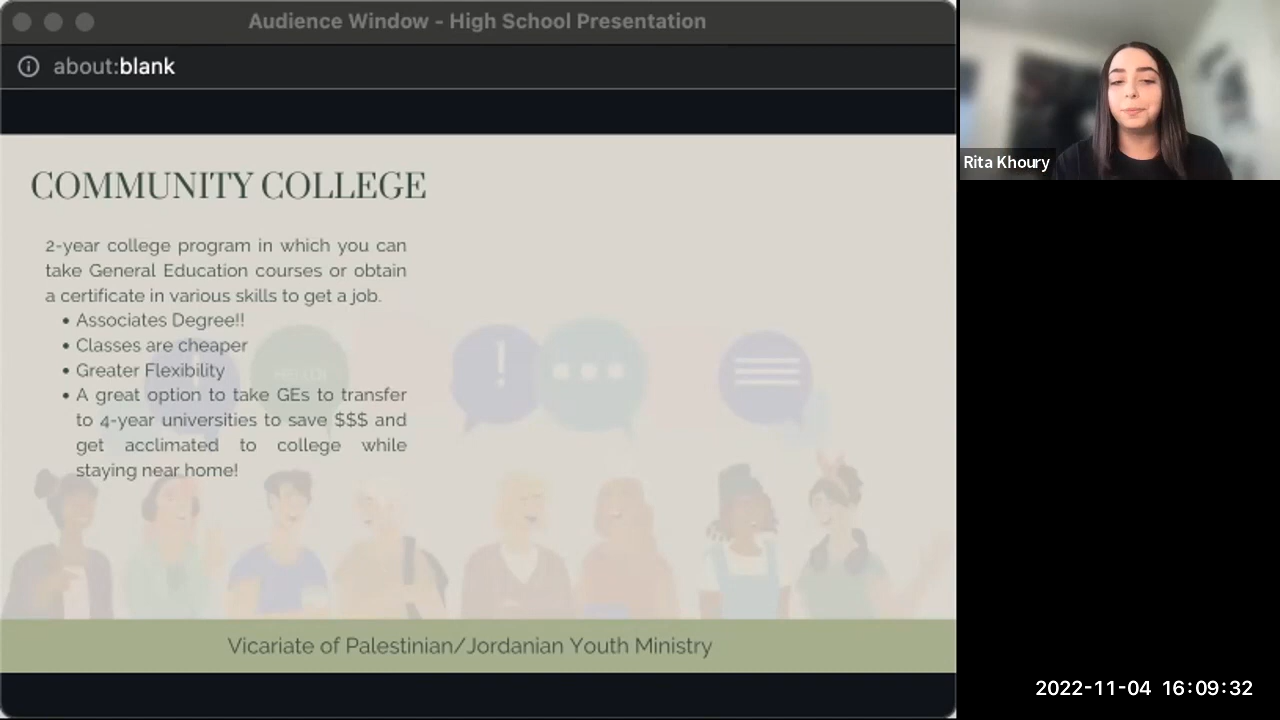 Audience Window - High School Presentation
about:blank
COMMUNITY COLLEGE
2-year college program in which you can
take General Education courses or obtain
a certificate in various skills to get a job.
• Associates Degree!!
• Classes are cheaper
• Greater Flexibility
• A great option to take GEs to transfer
to 4-year universities to save $$$ and
get acclimated to college while
staying near home!
Vicariate of Palestinian/Jordanian Youth Ministry
Rita Khoury
2022-11-04 16:09:32